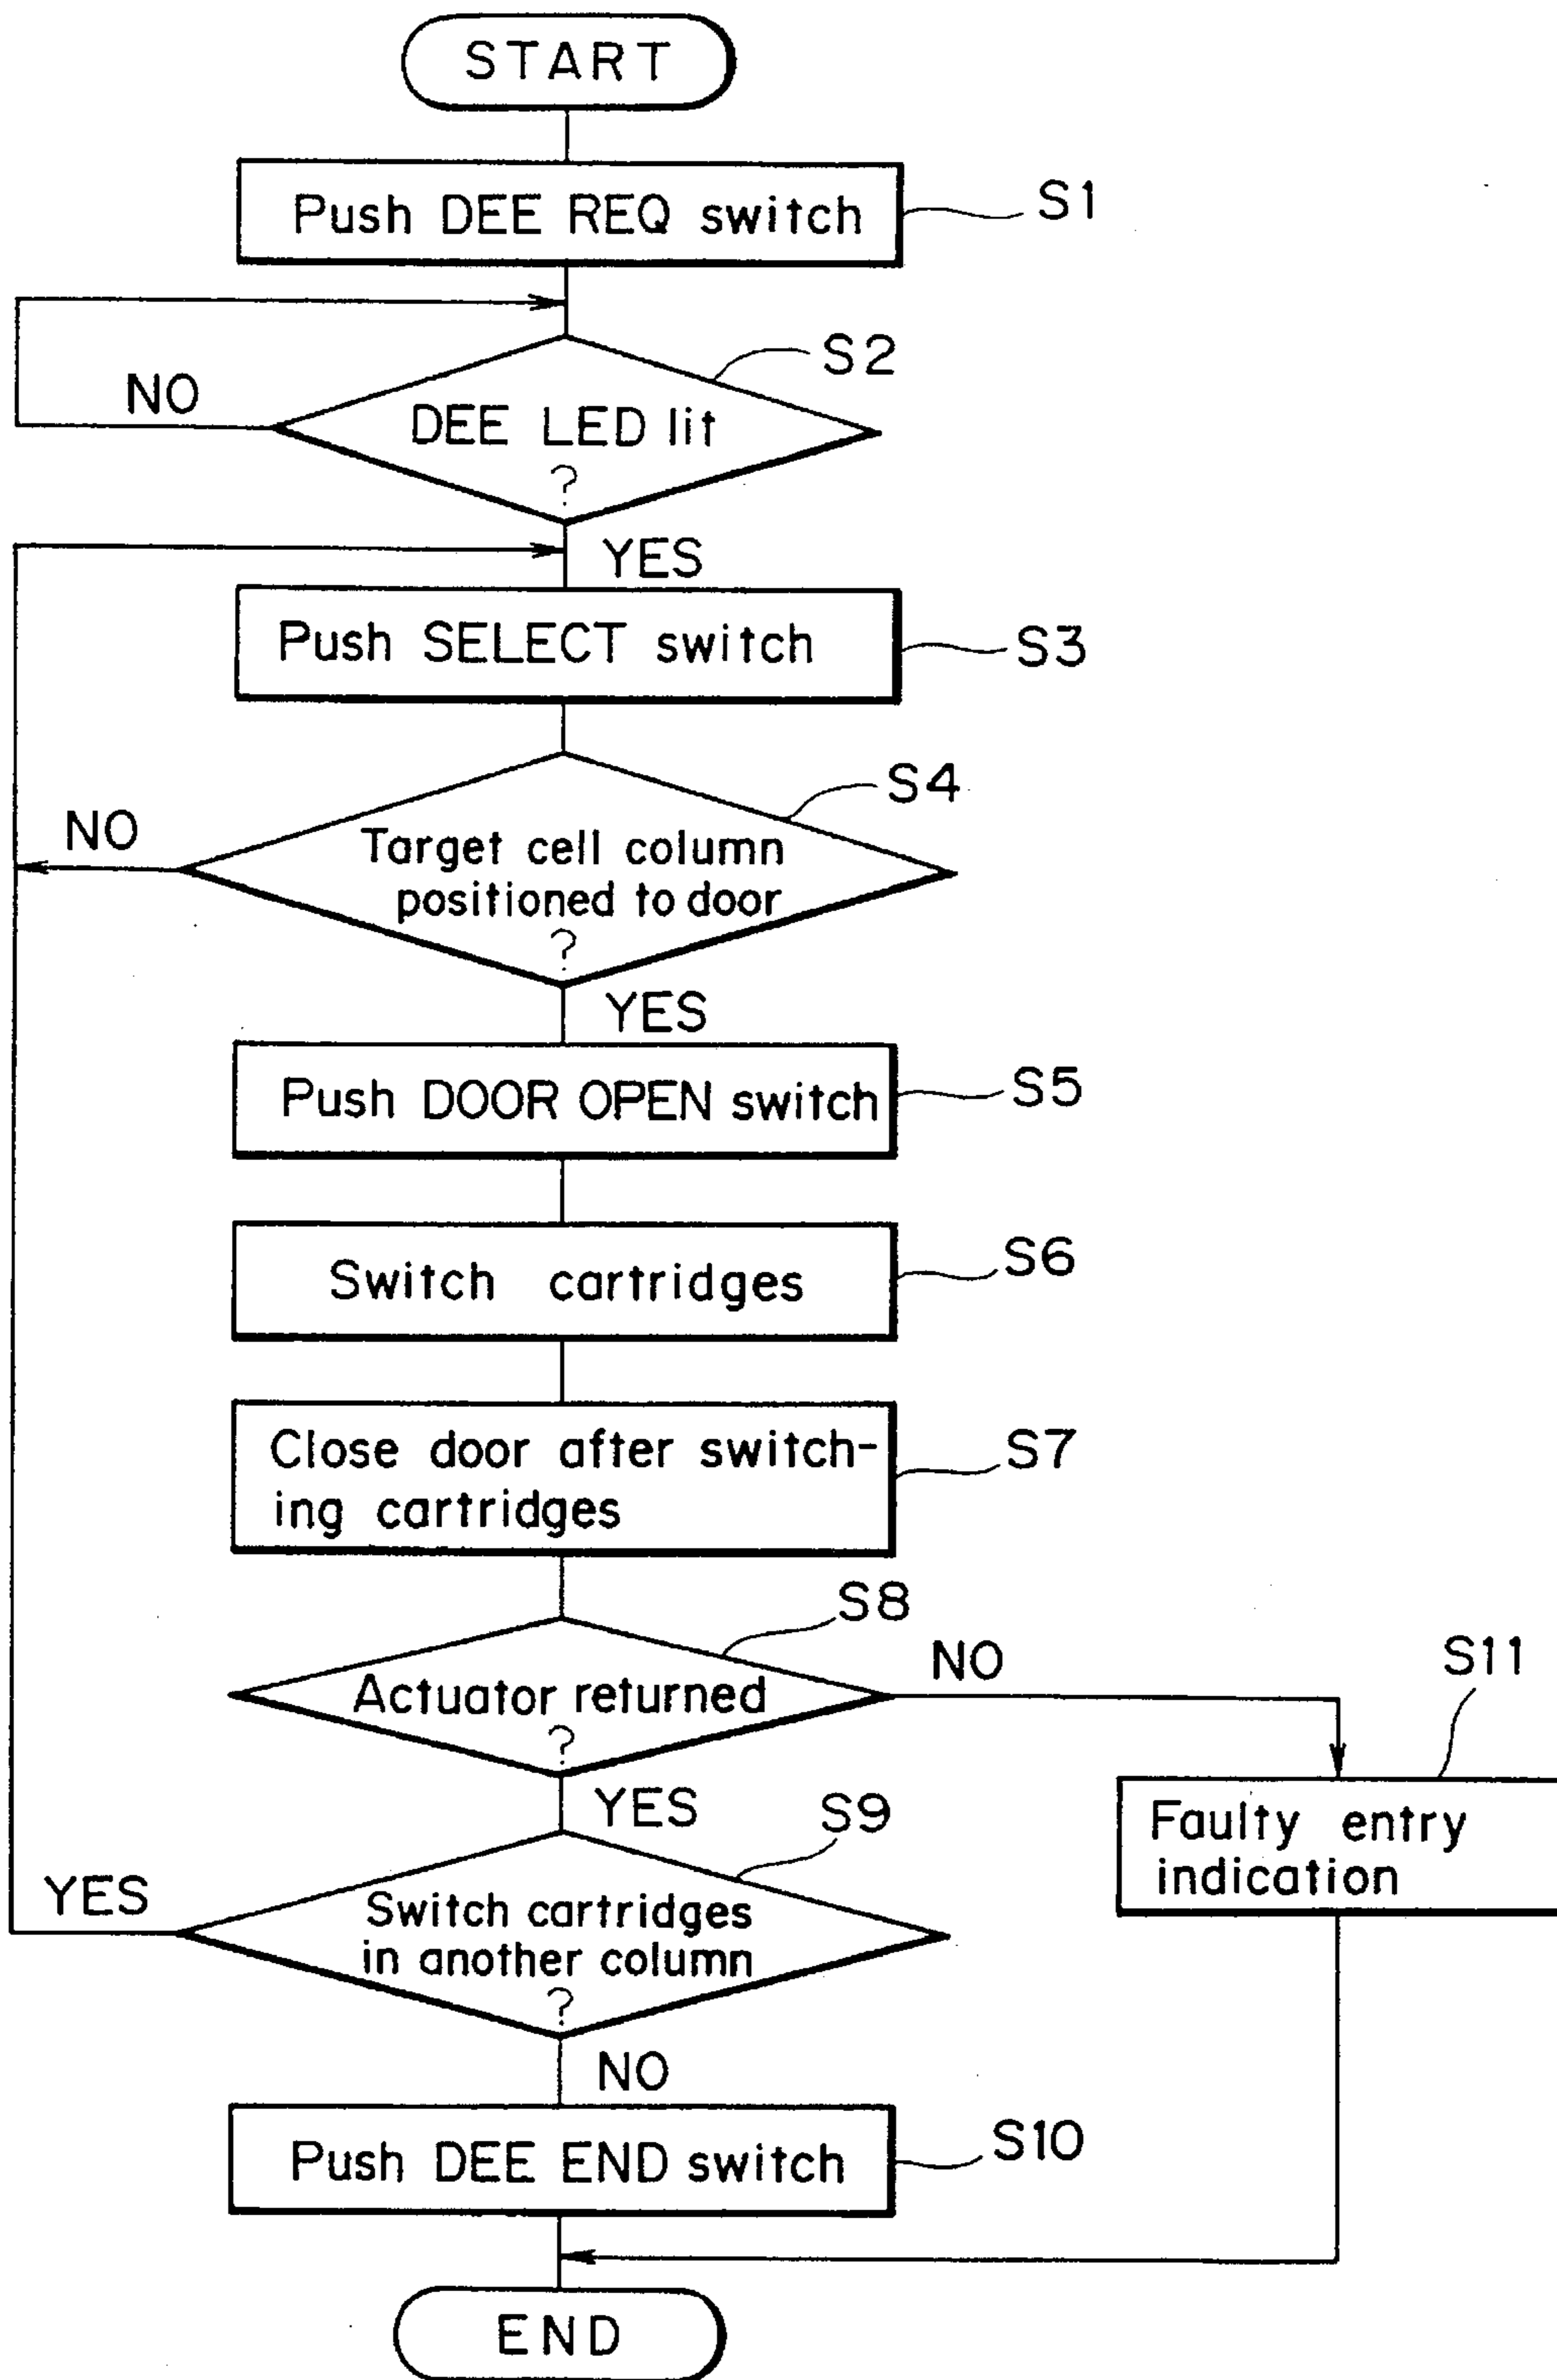 START
Push DEE REQ switch
S1
S2
NO
DEE LED lit
?
YES
Push SELECT switch
S3
S4
NO
Target cell column
positioned to door
?
YES
Push DOOR OPEN switch
S5
Switch cartridges
S6
Close door after switch-
ing cartridges
S7
S8
Actuator returned
?
NO
S11
YES
Faulty entry
indication
S9
YES
Switch cartridges
in another column
?
NO
Push DEE END switch
S10
END